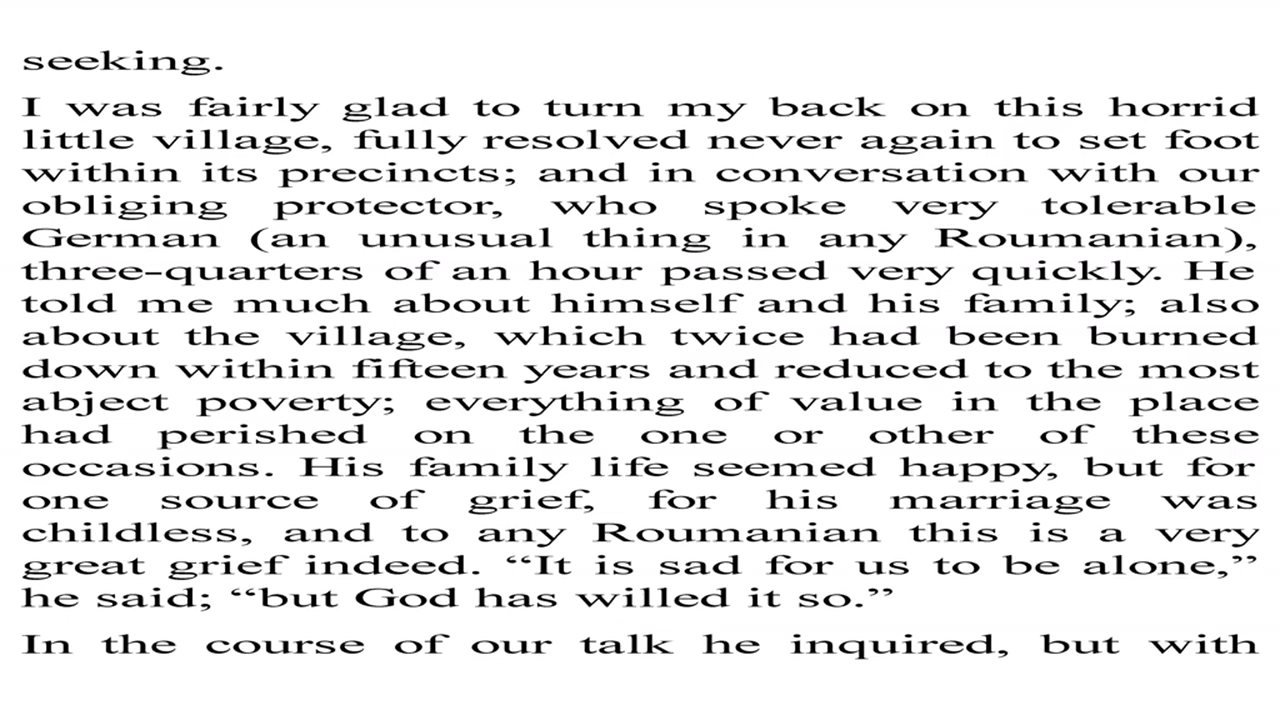 seeking.
I was fairly glad to turn my back on this horrid
little village, fully resolved never again to set foot
within its precincts; and in conversation with our
obliging protector, who spoke very tolerable
German (an unusual thing in any Roumanian),
three-quarters of an hour passed very quickly. He
told me much about himself and his family; also
about the village, which twice had been burned
down within fifteen years and reduced to the most
abject poverty; everything of value in the place
had perished on the one or other of these
occasions. His family life seemed happy, but for
one source of grief, for his marriage was
childless, and to any Roumanian this is a very
great grief indeed. “It is sad for us to be alone,”
he said; “but God has willed it so.”
In the course of our talk he inquired, but with